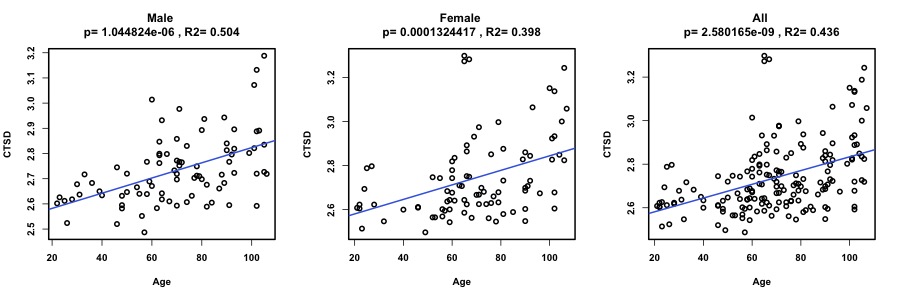 Male
p= 1.044824e-06 , R2= 0.504
CTSD
3.2
3.1
3.0
2.9
2.8
2.7
2.6
2.5
20 40 60 80 100
Age
Female
p= 0.0001324417 , R2= 0.398
CTSD
3.2
3.0
2.8
2.6
20 40 60 80 100
Age
All
p= 2.580165e-09 , R2= 0.436
CTSD
3.2
3.0
2.8
2.6
20 40 60 80 100
Age